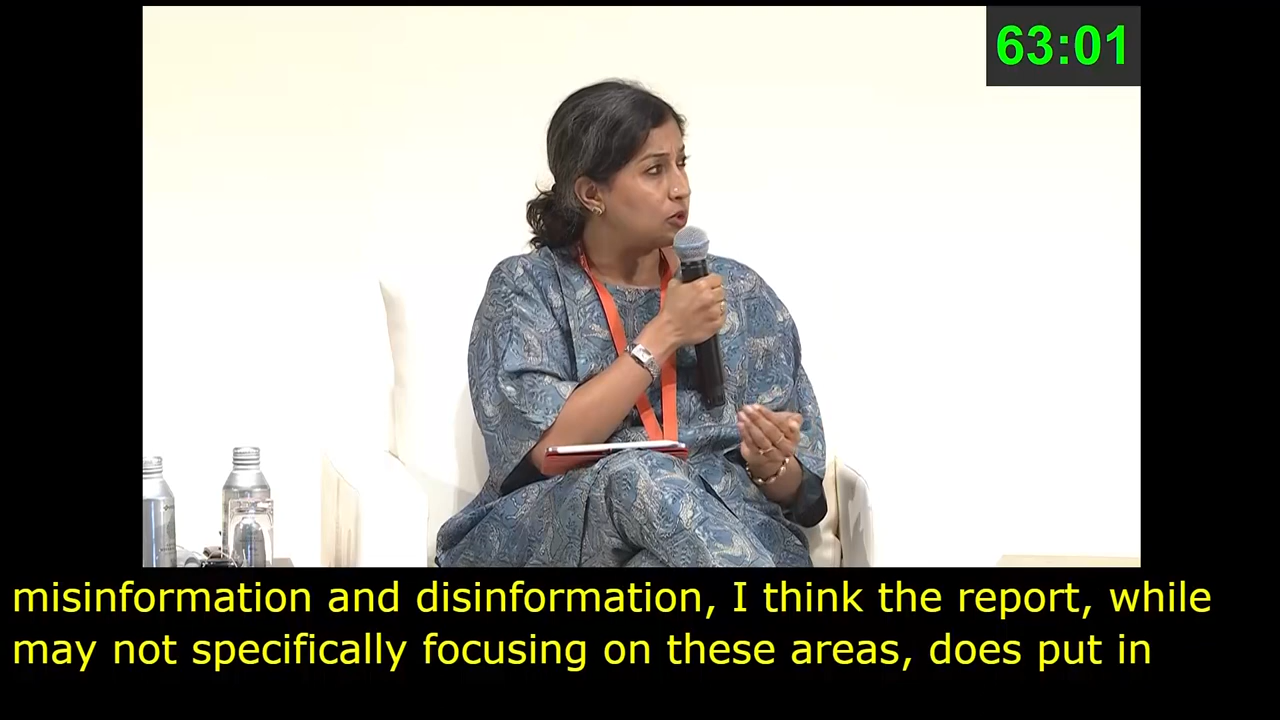 63:01
misinformation and disinformation, I think the report, while
may not specifically focusing on these areas, does put in